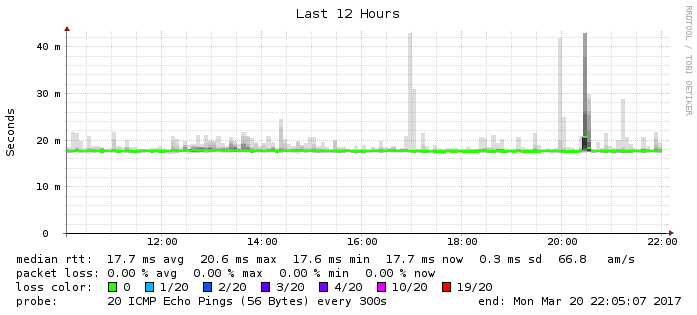 Last 12 Hours
RRDTOOL / TOBI OETIKER
Seconds
40 m
30 m
20 m
10 m
0
12:00 14:00 16:00 18:00 20:00 22:00
median rtt: 17.7 ms avg 20.6 ms max 17.6 ms min 17.7 ms now 0.3 ms sd 66.8 am/s
packet loss: 0.00 % avg 0.00 % max 0.00 % min 0.00 % now
loss color: 0 1/20 2/20 3/20 4/20 10/20 19/20
probe: 20 ICMP Echo Pings (56 Bytes) every 300s end: Mon Mar 20 22:05:07 2017